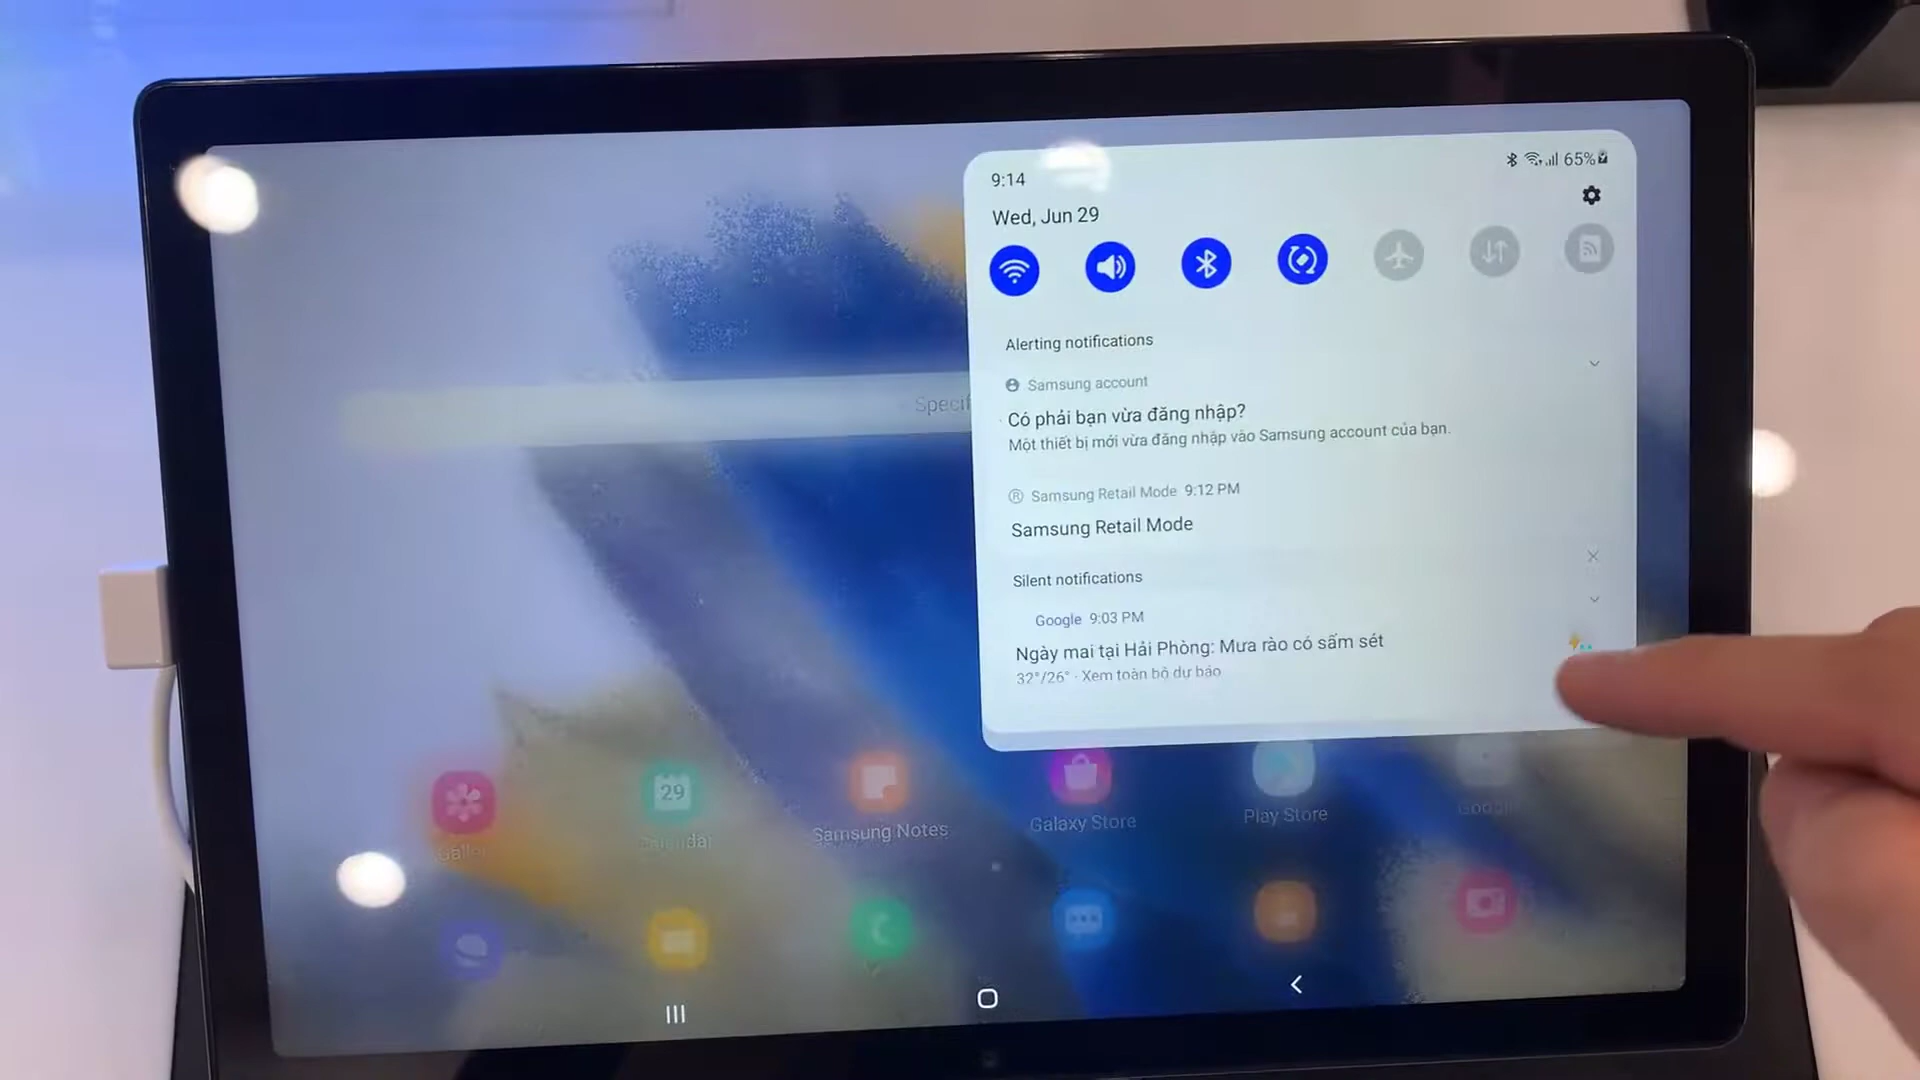 9:14
65%
Wed, Jun 29
Alerting notifications
Samsung account
Có phải bạn vừa đăng nhập?
Một thiết bị mới vừa đăng nhập vào Samsung account của bạn.
Samsung Retail Mode 9:12 PM
Samsung Retail Mode
Silent notifications
Google 9:03 PM
Ngày mai tại Hải Phòng: Mưa rào có sấm sét
32°/26° · Xem toàn bộ dự báo
29
Calendar
Samsung Notes
Galaxy Store
Play Store
Google